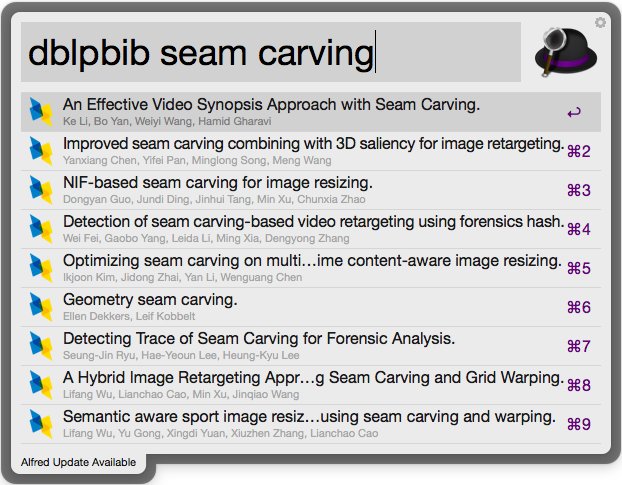 dblpbib seam carving
An Effective Video Synopsis Approach with Seam Carving.
Ke Li, Bo Yan, Weiyi Wang, Hamid Gharavi
↩
Improved seam carving combining with 3D saliency for image retargeting.
Yanxiang Chen, Yifei Pan, Minglong Song, Meng Wang
⌘2
NIF-based seam carving for image resizing.
Dongyan Guo, Jundi Ding, Jinhui Tang, Min Xu, Chunxia Zhao
⌘3
Detection of seam carving-based video retargeting using forensics hash.
Wei Fei, Gaobo Yang, Leida Li, Ming Xia, Dengyong Zhang
⌘4
Optimizing seam carving on multi…ime content-aware image resizing.
Ikjoon Kim, Jidong Zhai, Yan Li, Wenguang Chen
⌘5
Geometry seam carving.
Ellen Dekkers, Leif Kobbelt
⌘6
Detecting Trace of Seam Carving for Forensic Analysis.
Seung-Jin Ryu, Hae-Yeoun Lee, Heung-Kyu Lee
⌘7
A Hybrid Image Retargeting Appr…g Seam Carving and Grid Warping.
Lifang Wu, Lianchao Cao, Min Xu, Jinqiao Wang
⌘8
Semantic aware sport image resiz…using seam carving and warping.
Lifang Wu, Yu Gong, Xingdi Yuan, Xiuzhen Zhang, Lianchao Cao
⌘9
Alfred Update Available